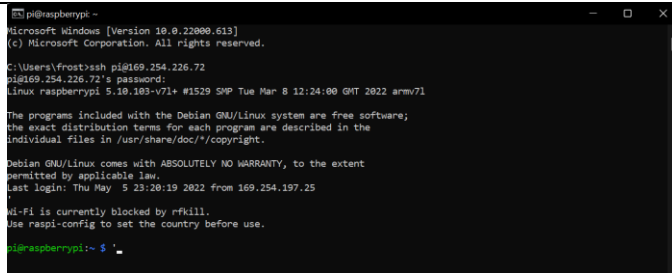 pi@raspberrypi: ~
Microsoft Windows [Version 10.0.22000.613]
(c) Microsoft Corporation. All rights reserved.
C:\Users\frost>ssh pi@169.254.226.72
pi@169.254.226.72's password:
Linux raspberrypi 5.10.103-v7l+ #1529 SMP Tue Mar 8 12:24:00 GMT 2022 armv7l
The programs included with the Debian GNU/Linux system are free software;
the exact distribution terms for each program are described in the
individual files in /usr/share/doc/*/copyright.
Debian GNU/Linux comes with ABSOLUTELY NO WARRANTY, to the extent
permitted by applicable law.
Last login: Thu May  5 23:20:19 2022 from 169.254.197.25
'
Wi-Fi is currently blocked by rfkill.
Use raspi-config to set the country before use.
pi@raspberrypi:~ $ '_